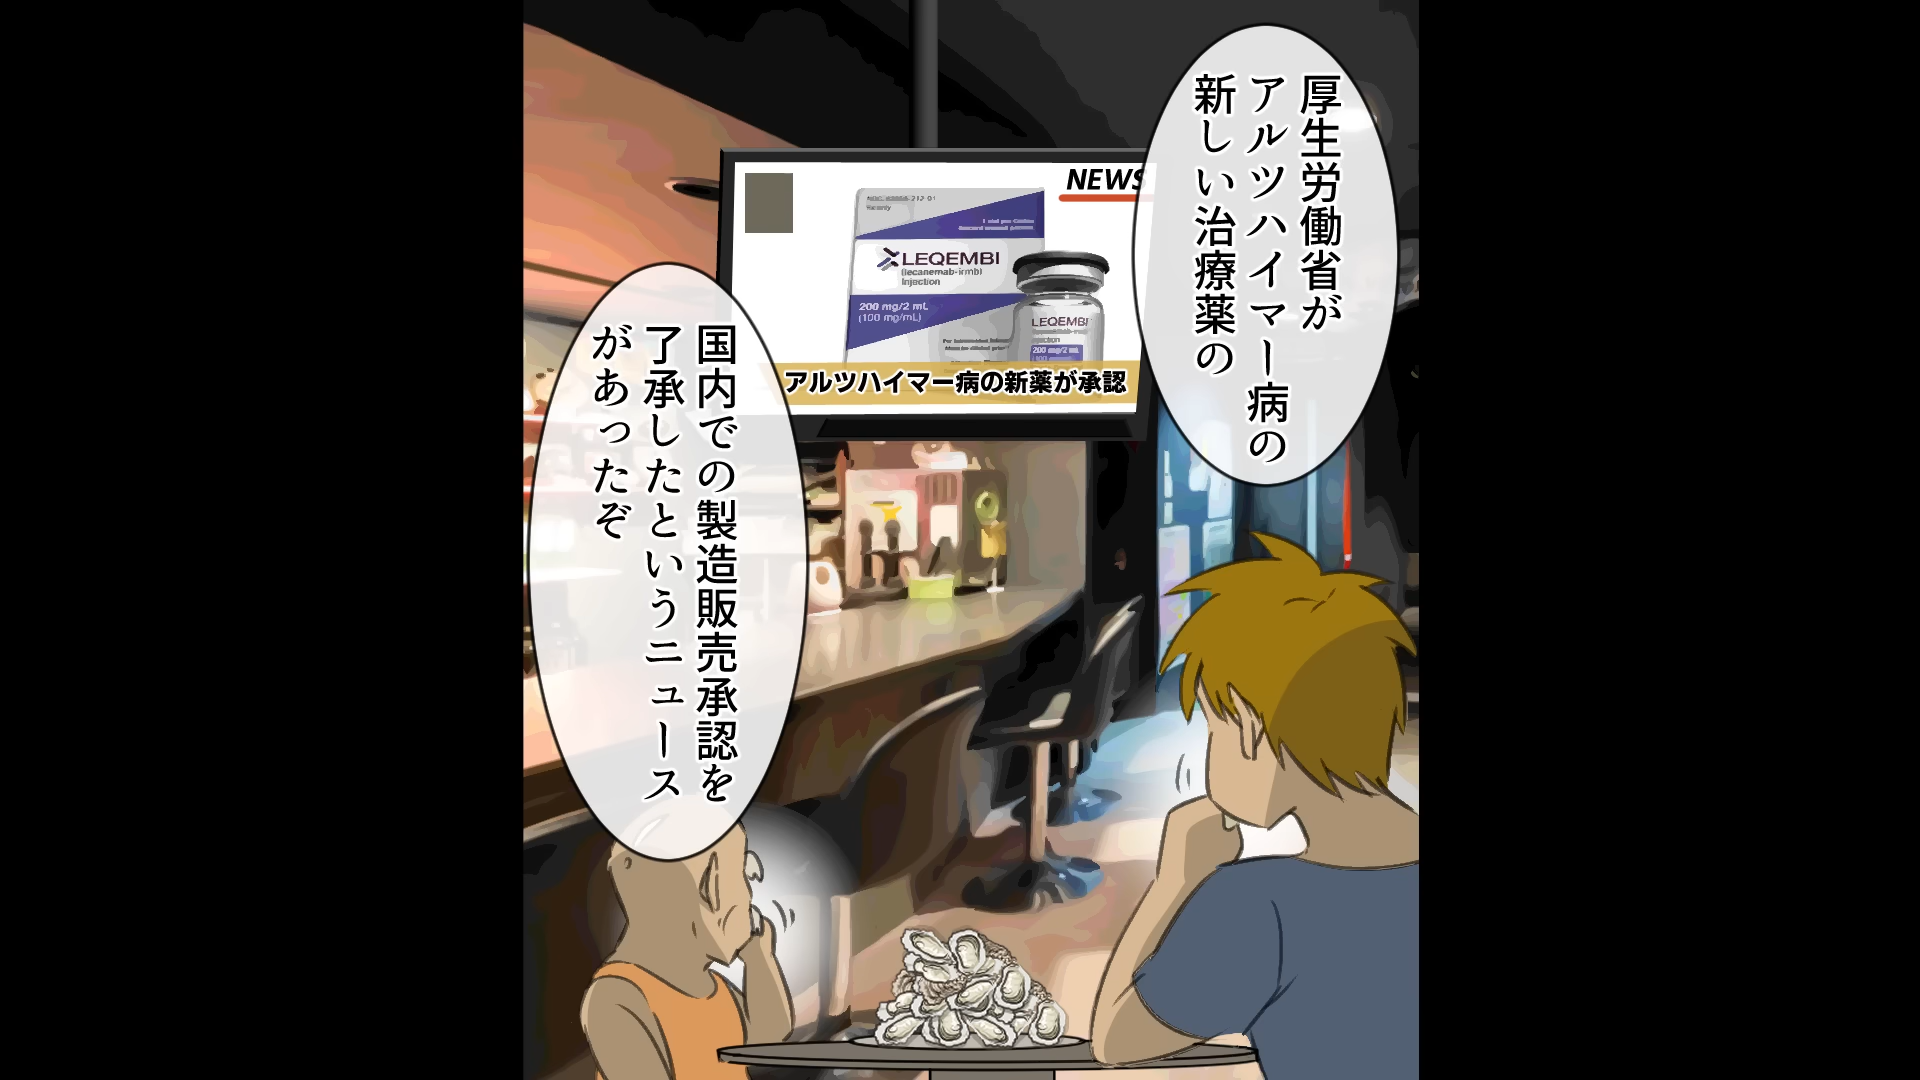 厚生労働省が
アルツハイマー病の
新しい治療薬の
NEWS
LEQEMBI
(lecanemab-irmb)
Injection
200 mg/2 mL
(100 mg/mL)
LEQEMBI
200 mg/2 mL
アルツハイマー病の新薬が承認
国内での製造販売承認を
了承したというニュース
があったぞ